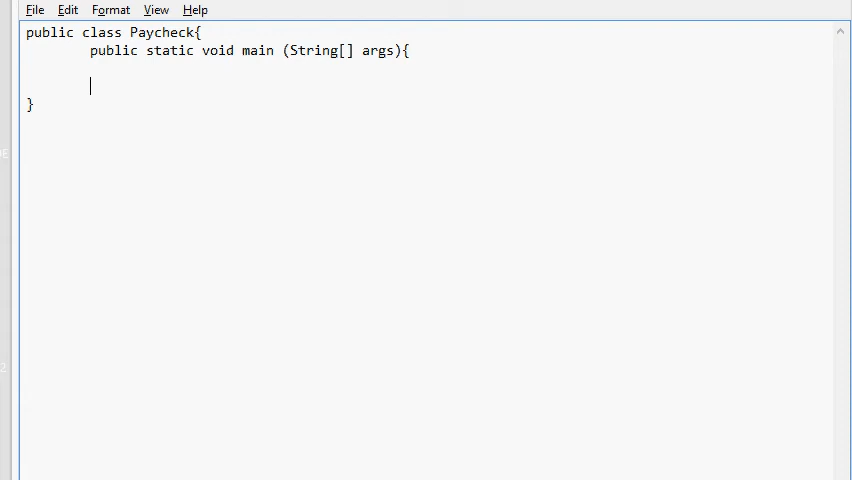 File Edit Format View Help
public class Paycheck{
public static void main (String[] args){
}